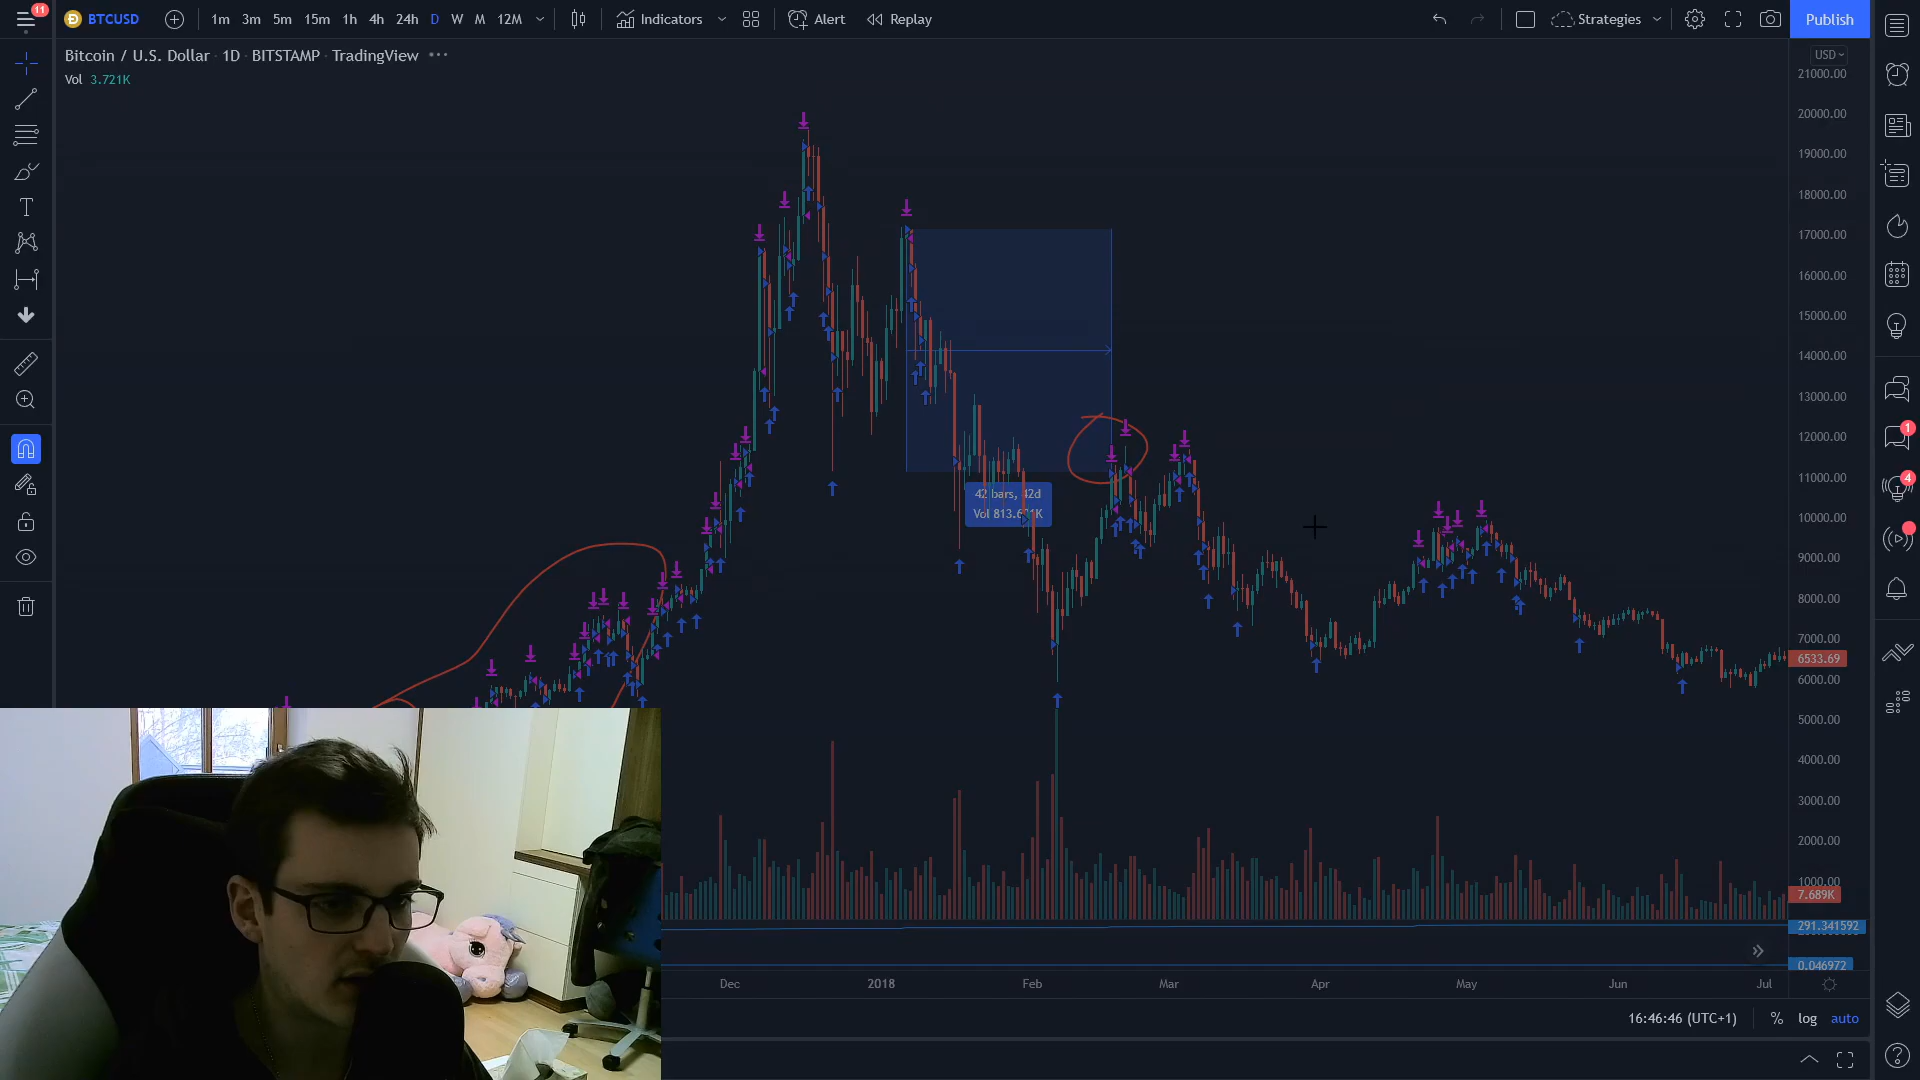 11
BTCUSD
1m 3m 5m 15m 1h 4h 24h D W M 12M
Indicators
Alert
Replay
Strategies
Publish
Bitcoin / U.S. Dollar · 1D · BITSTAMP · TradingView
Vol 3.721K
USD
21000.00
20000.00
19000.00
18000.00
17000.00
16000.00
15000.00
14000.00
13000.00
12000.00
11000.00
10000.00
9000.00
8000.00
7000.00
6533.69
6000.00
5000.00
4000.00
3000.00
2000.00
1000.00
7.689K
291.341592
0.046972
42 bars, 42d
Vol
1
4
Dec 2018 Feb Mar Apr May Jun Jul
16:46:46 (UTC+1) % log auto